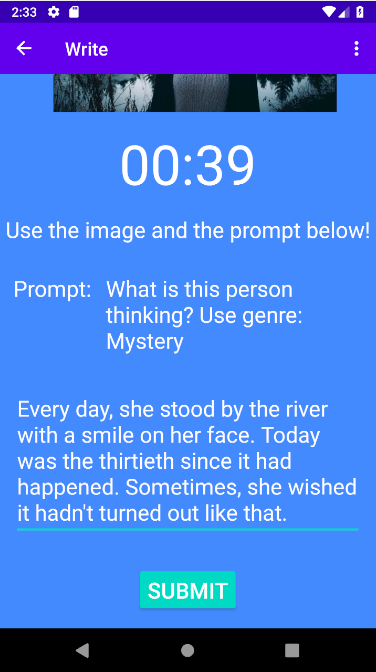 2:33
Write
00:39
Use the image and the prompt below!
Prompt: What is this person
thinking? Use genre:
Mystery
Every day, she stood by the river
with a smile on her face. Today
was the thirtieth since it had
happened. Sometimes, she wished
it hadn't turned out like that.
SUBMIT